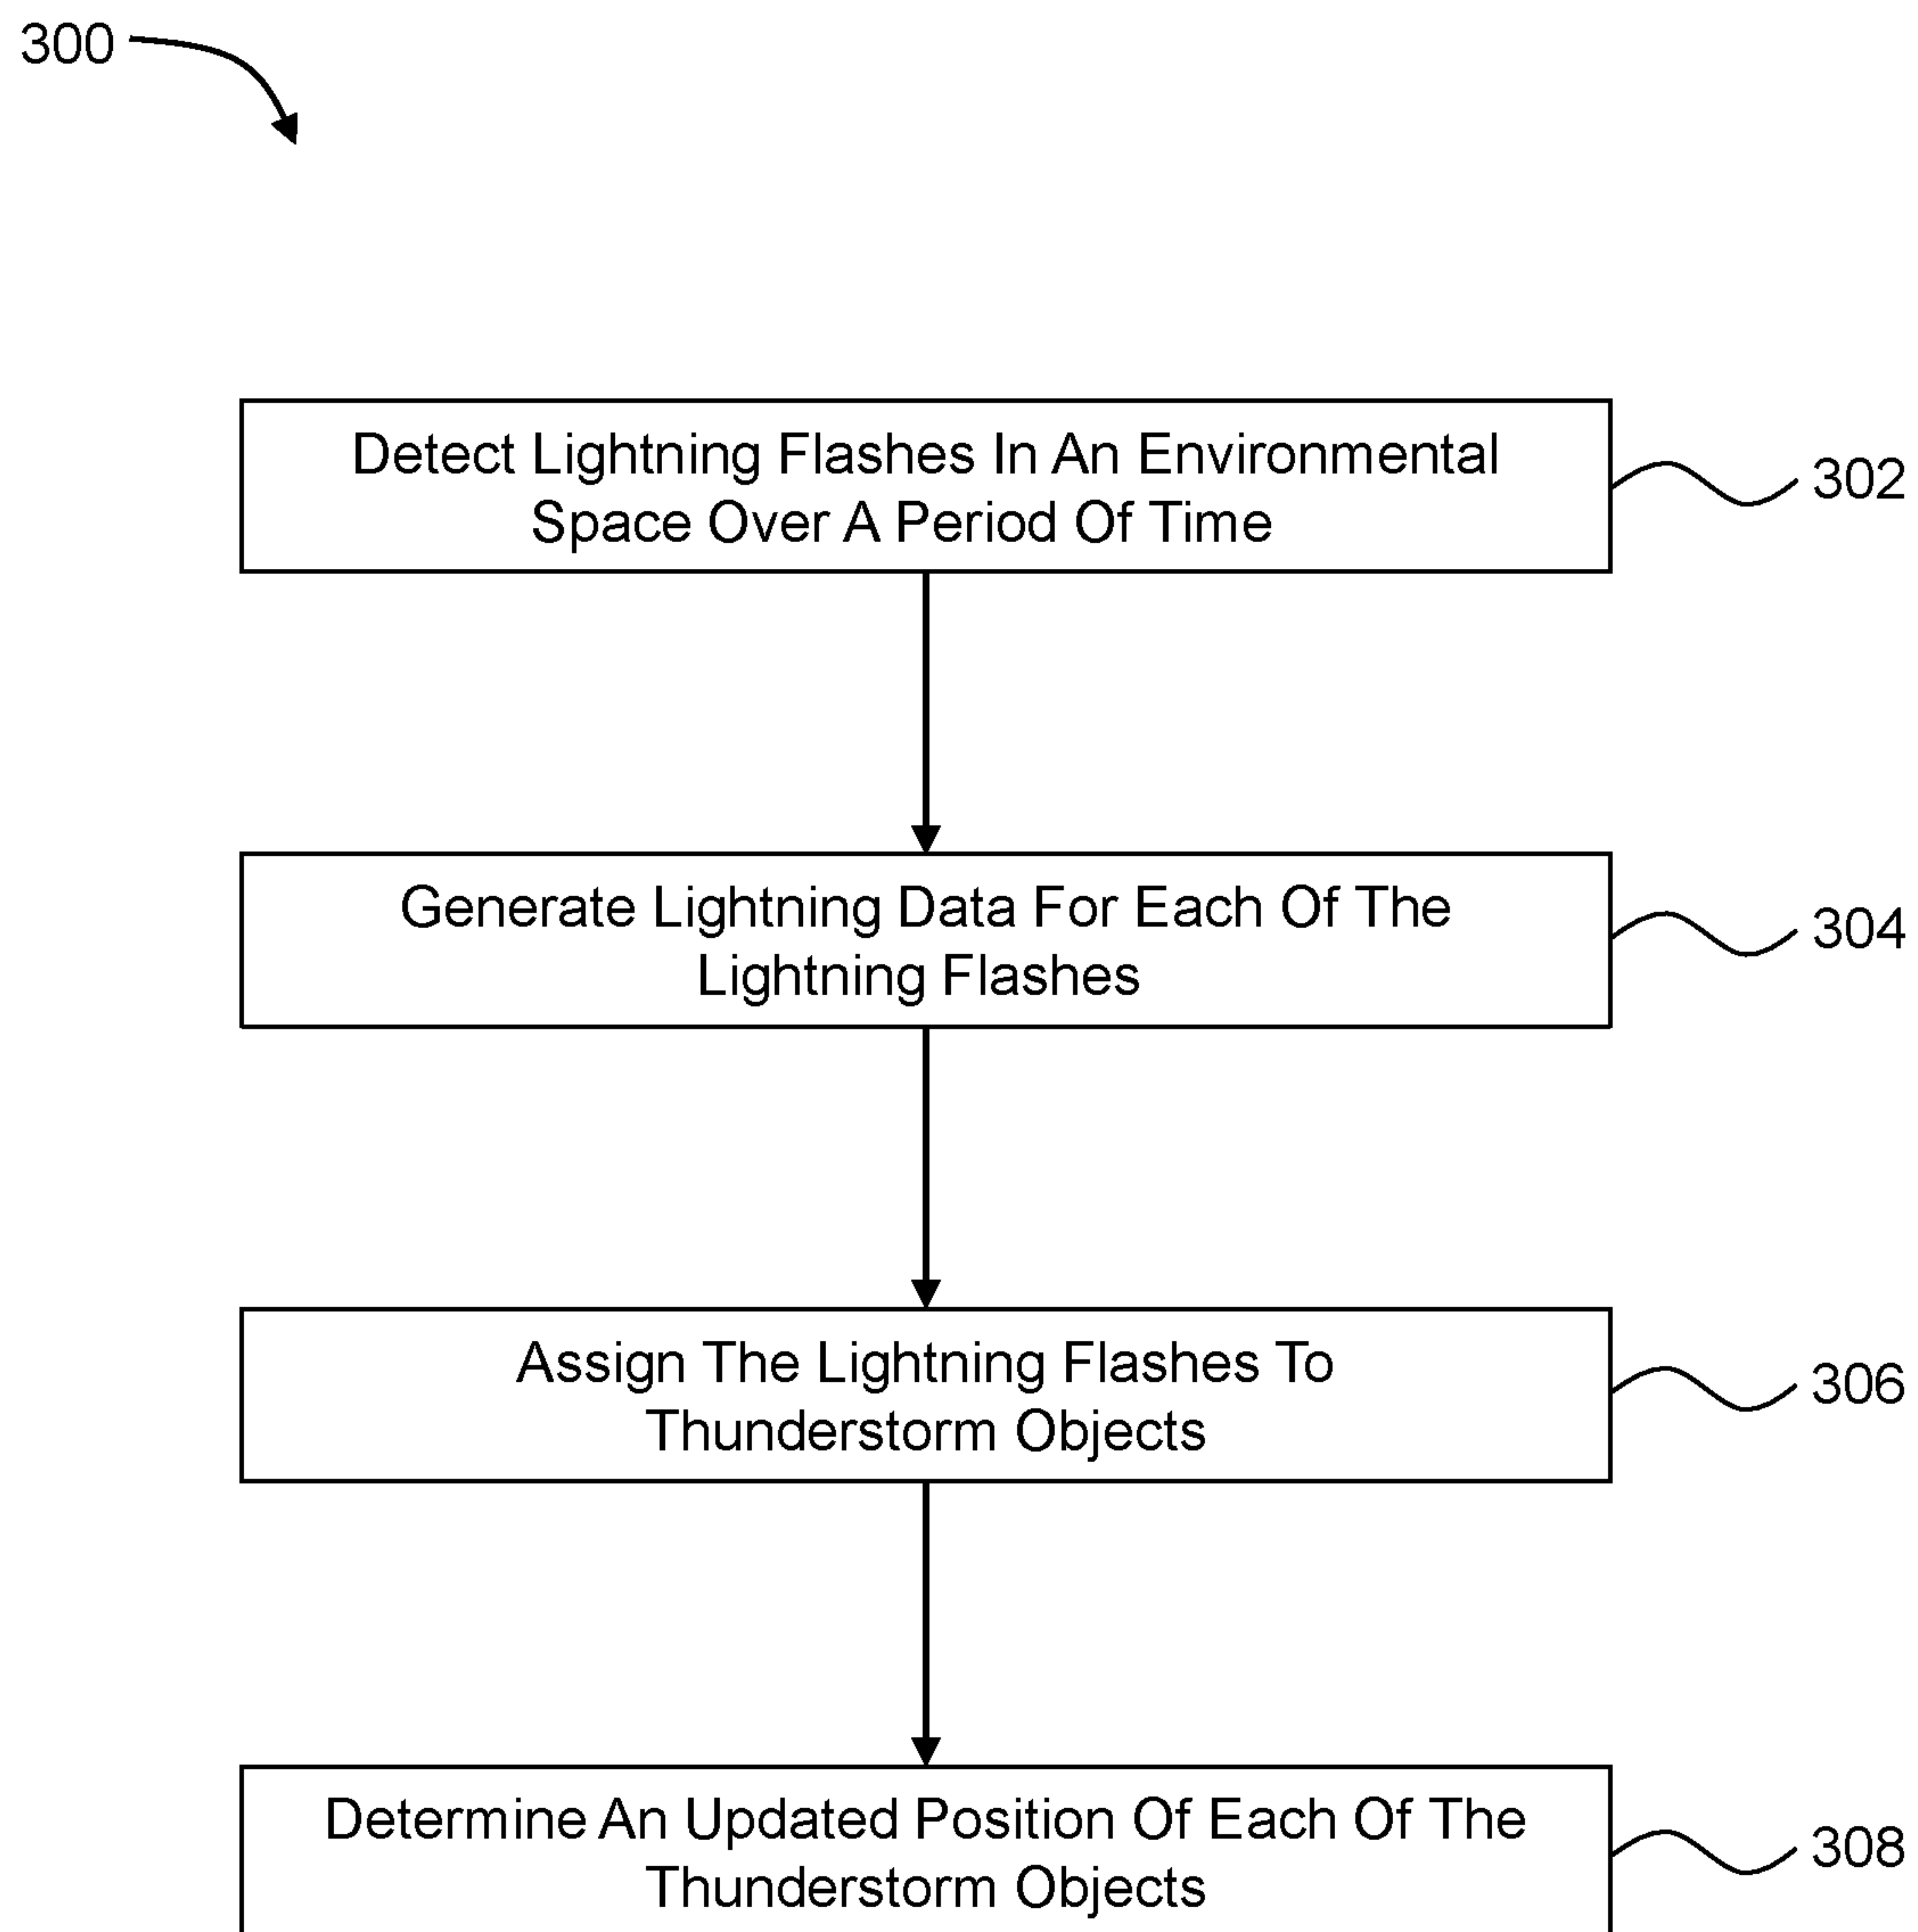 300
Detect Lightning Flashes In An Environmental
Space Over A Period Of Time
302
Generate Lightning Data For Each Of The
Lightning Flashes
304
Assign The Lightning Flashes To
Thunderstorm Objects
306
Determine An Updated Position Of Each Of The
Thunderstorm Objects
308